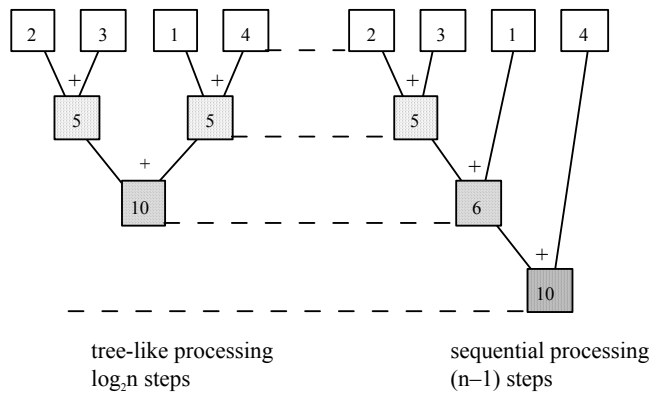 2 3 1 4 2 3 1 4
+ + +
5 5 5
+ +
10 6
+
10
tree-like processing
log₂n steps
sequential processing
(n–1) steps